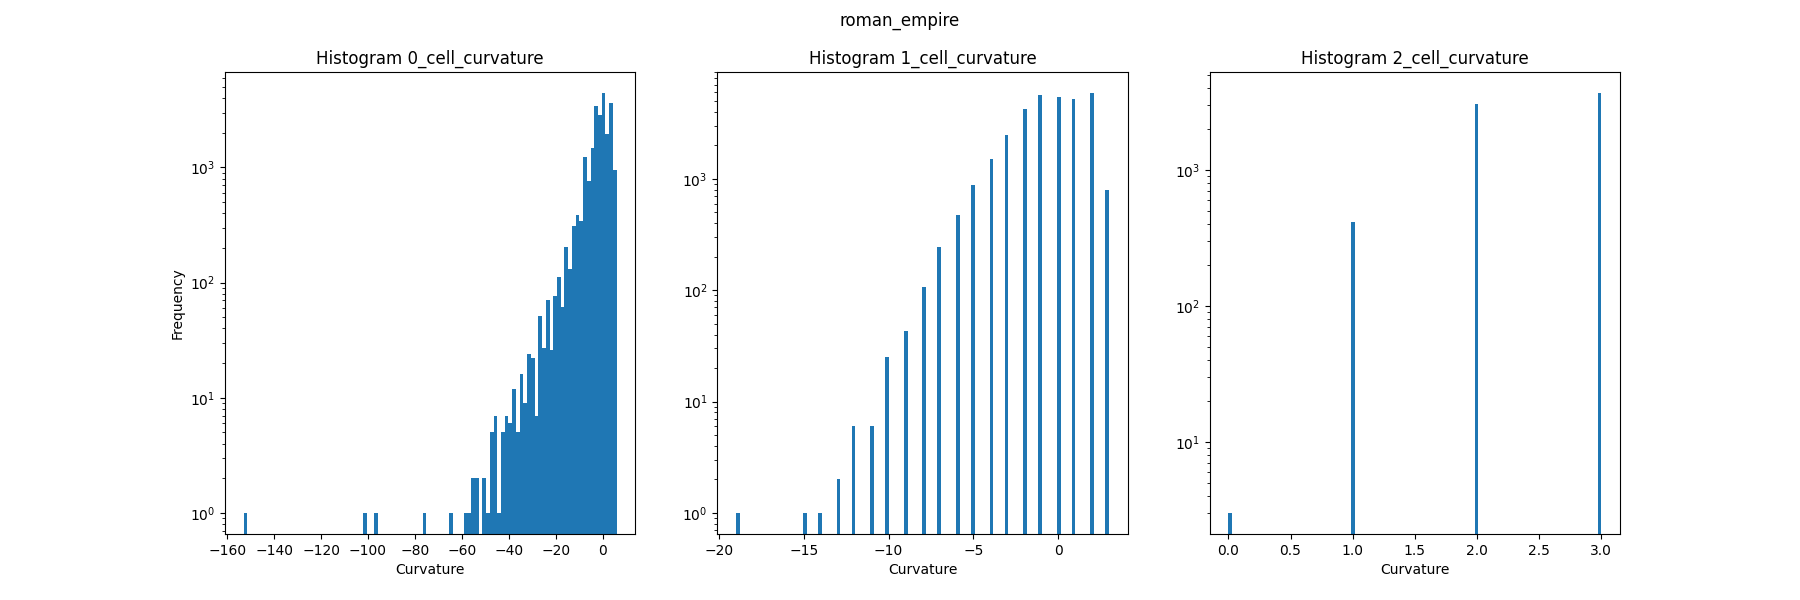 roman_empire
Histogram 0_cell_curvature
Histogram 1_cell_curvature
Histogram 2_cell_curvature
Frequency
10³
10²
10¹
10⁰
−160 −140 −120 −100 −80 −60 −40 −20 0
Curvature
10³
10²
10¹
10⁰
−20 −15 −10 −5 0
Curvature
10³
10²
10¹
0.0 0.5 1.0 1.5 2.0 2.5 3.0
Curvature